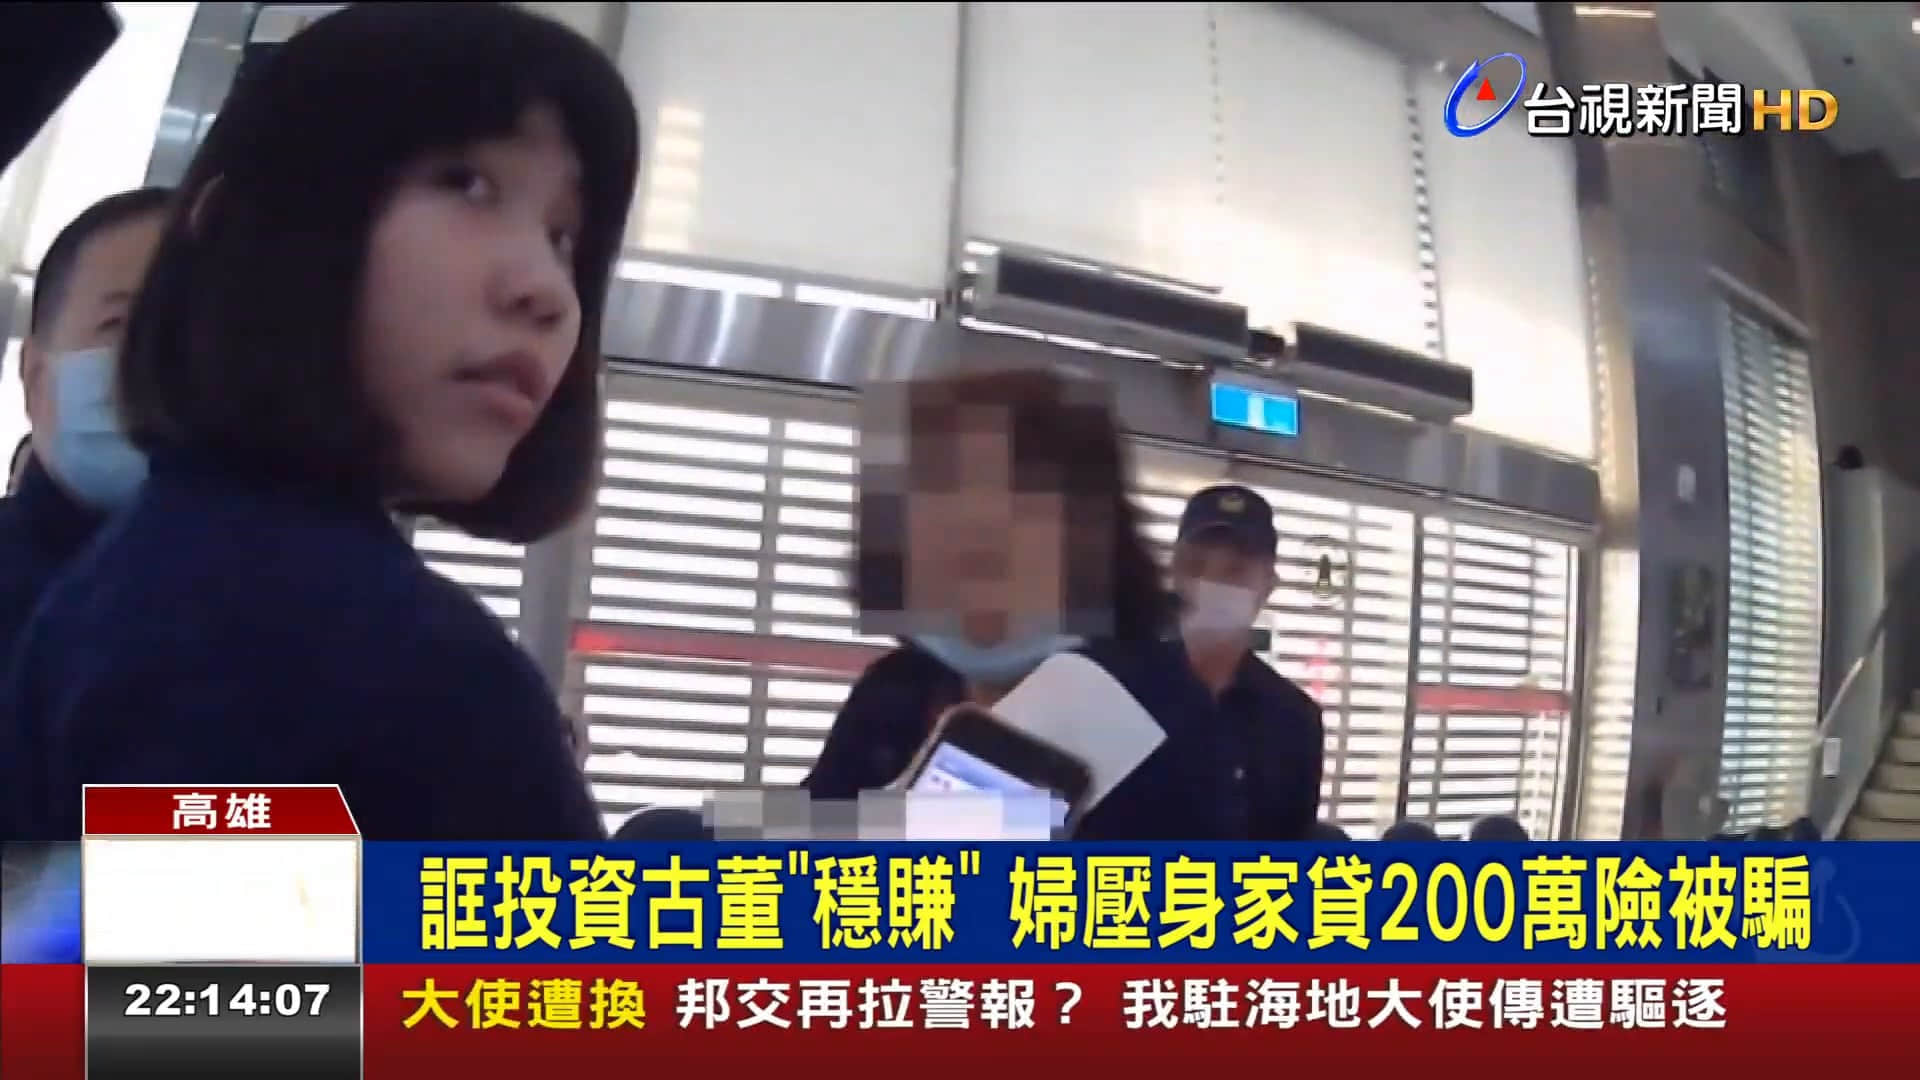 台視新聞HD
高雄
誆投資古董"穩賺" 婦壓身家貸200萬險被騙
22:14:07
大使遭換 邦交再拉警報？ 我駐海地大使傳遭驅逐